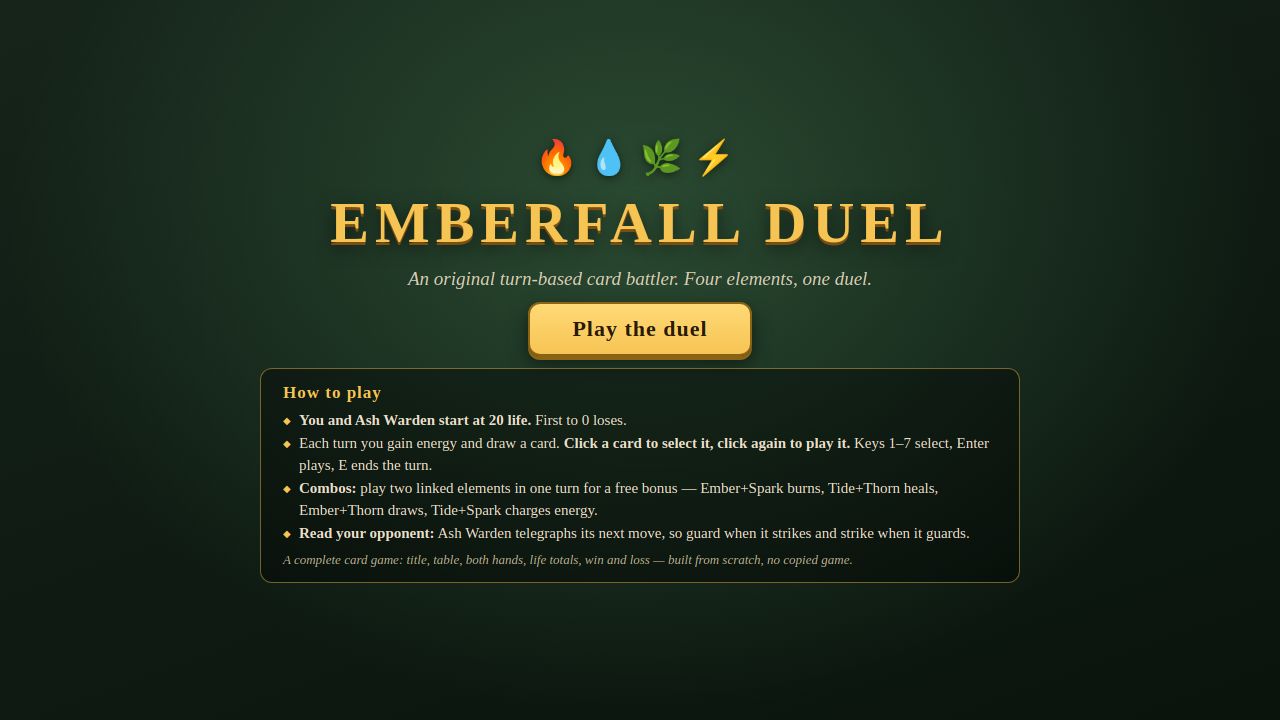 EMBERFALL DUEL
An original turn-based card battler. Four elements, one duel.
Play the duel
How to play
You and Ash Warden start at 20 life. First to 0 loses.
Each turn you gain energy and draw a card. Click a card to select it, click again to play it. Keys 1–7 select, Enter
plays, E ends the turn.
Combos: play two linked elements in one turn for a free bonus — Ember+Spark burns, Tide+Thorn heals,
Ember+Thorn draws, Tide+Spark charges energy.
Read your opponent: Ash Warden telegraphs its next move, so guard when it strikes and strike when it guards.
A complete card game: title, table, both hands, life totals, win and loss — built from scratch, no copied game.